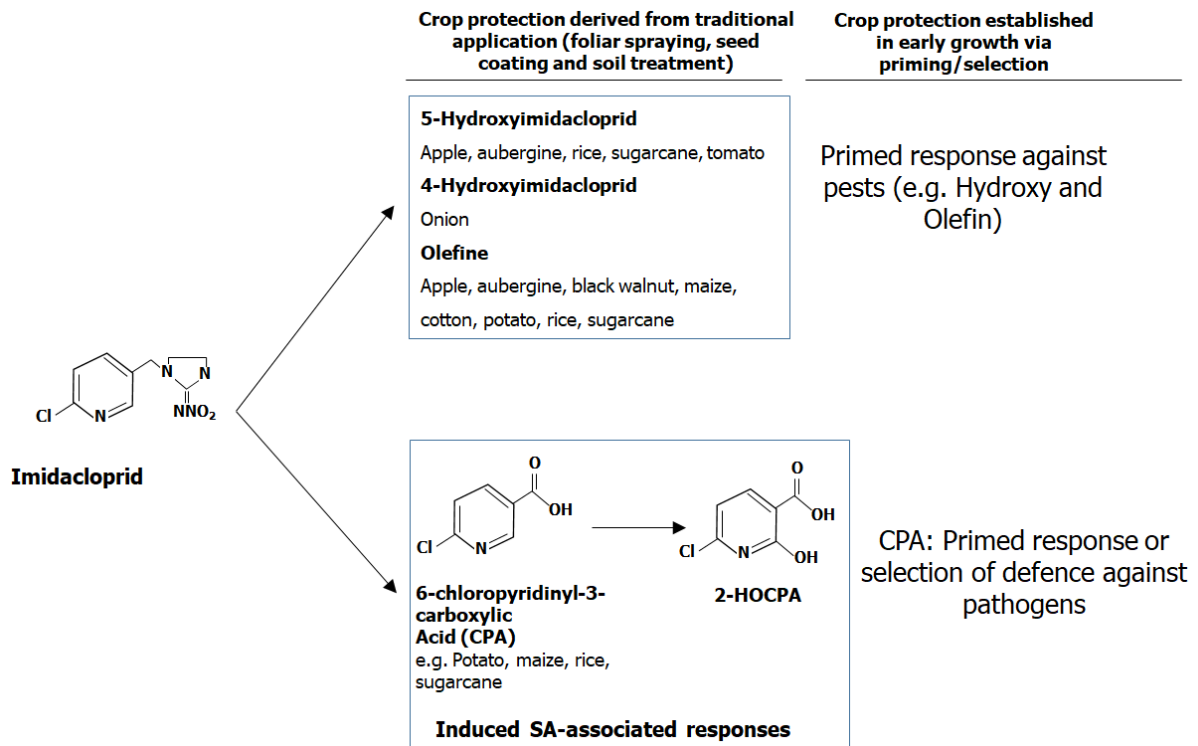 Crop protection derived from traditional
application (foliar spraying, seed
coating and soil treatment)
Crop protection established
in early growth via
priming/selection
5-Hydroxyimidacloprid
Apple, aubergine, rice, sugarcane, tomato
4-Hydroxyimidacloprid
Onion
Olefine
Apple, aubergine, black walnut, maize,
cotton, potato, rice, sugarcane
Primed response against
pests (e.g. Hydroxy and
Olefin)
N
N
NNO₂
Cl
N
Imidacloprid
O
OH
Cl
N
6-chloropyridinyl-3-
carboxylic
Acid (CPA)
e.g. Potato, maize, rice,
sugarcane
O
OH
Cl
N
OH
2-HOCPA
Induced SA-associated responses
CPA: Primed response or
selection of defence against
pathogens